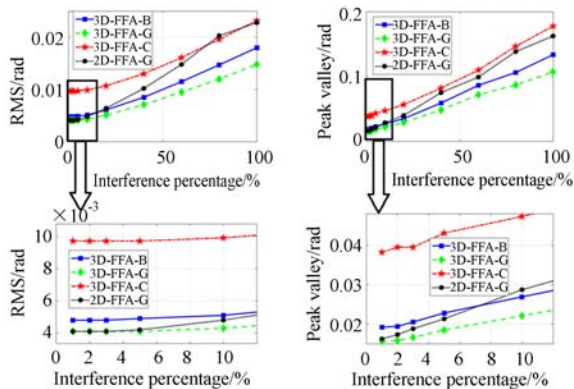 RMS/rad
0.02
0.01
0
0
50
100
Interference percentage/%
3D-FFA-B
3D-FFA-G
3D-FFA-C
2D-FFA-G
Peak valley/rad
0.2
0.1
0
0
50
100
Interference percentage/%
3D-FFA-B
3D-FFA-G
3D-FFA-C
2D-FFA-G
× 10⁻³
RMS/rad
10
8
6
4
0
2
4
6
8
10
Interference percentage/%
3D-FFA-B
3D-FFA-G
3D-FFA-C
2D-FFA-G
Peak valley/rad
0.04
0.03
0.02
0
2
4
6
8
10
Interference percentage/%
3D-FFA-B
3D-FFA-G
3D-FFA-C
2D-FFA-G